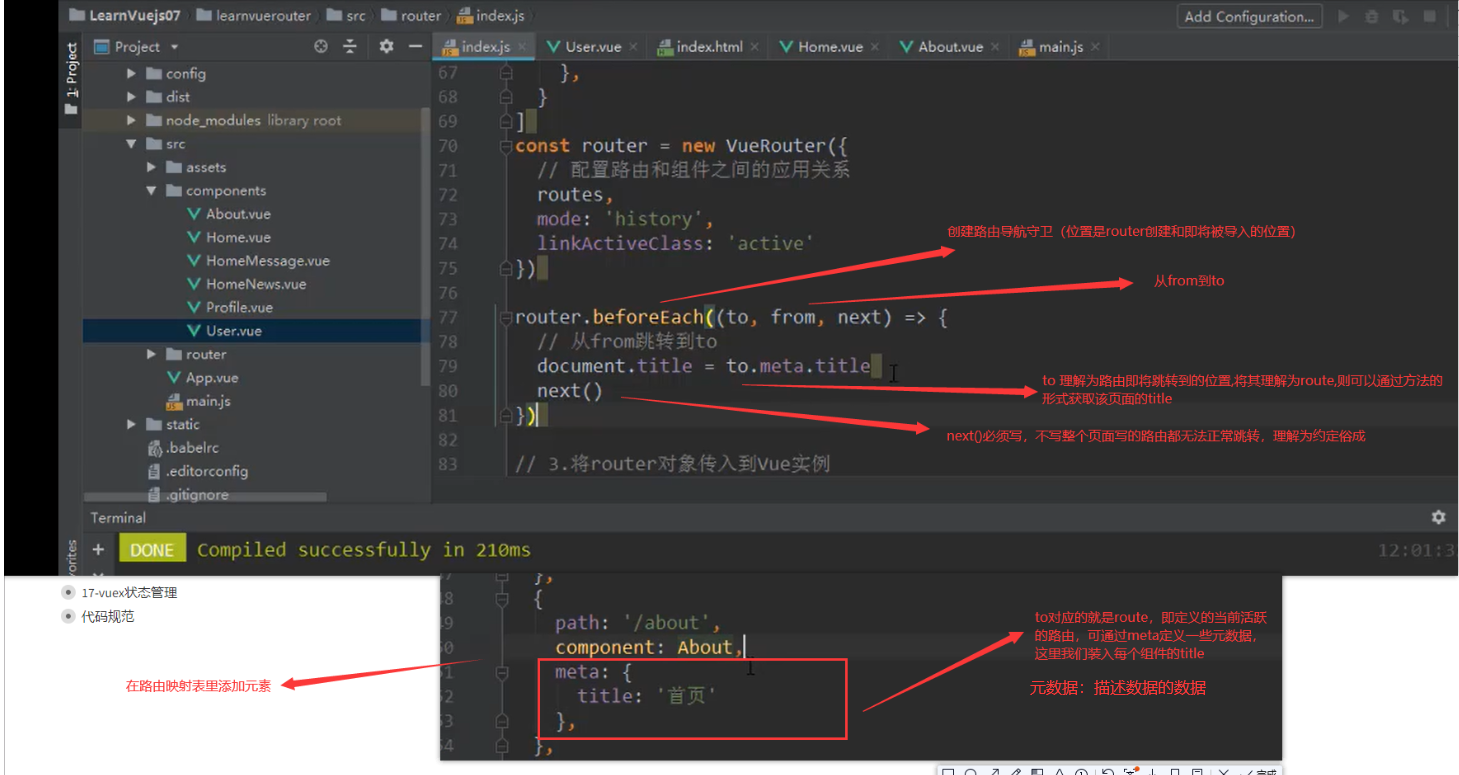 LearnVuejs07 learnvuerouter src router index.js
Add Configuration...
1: Project
Project
index.js User.vue index.html Home.vue About.vue main.js
config
dist
node_modules library root
src
assets
components
About.vue
Home.vue
HomeMessage.vue
HomeNews.vue
Profile.vue
User.vue
router
App.vue
main.js
static
.babelrc
.editorconfig
.gitignore
67 },
68 }
69 ]
70 const router = new VueRouter({
71 // 配置路由和组件之间的应用关系
72 routes,
73 mode: 'history',
74 linkActiveClass: 'active'
75 })
76
77 router.beforeEach((to, from, next) => {
78 // 从from跳转到to
79 document.title = to.meta.title
80 next()
81 })
82
83 // 3.将router对象传入到Vue实例
创建路由导航守卫（位置是router创建和即将被导入的位置）
从from到to
to 理解为路由即将跳转到的位置,将其理解为route,则可以通过方法的
形式获取该页面的title
next()必须写，不写整个页面写的路由都无法正常跳转，理解为约定俗成
Terminal
DONE Compiled successfully in 210ms
12:01:3
17-vuex状态管理
代码规范
},
{
path: '/about',
component: About,
meta: {
title: '首页'
},
},
在路由映射表里添加元素
to对应的就是route，即定义的当前活跃
的路由，可通过meta定义一些元数据，
这里我们装入每个组件的title
元数据：描述数据的数据